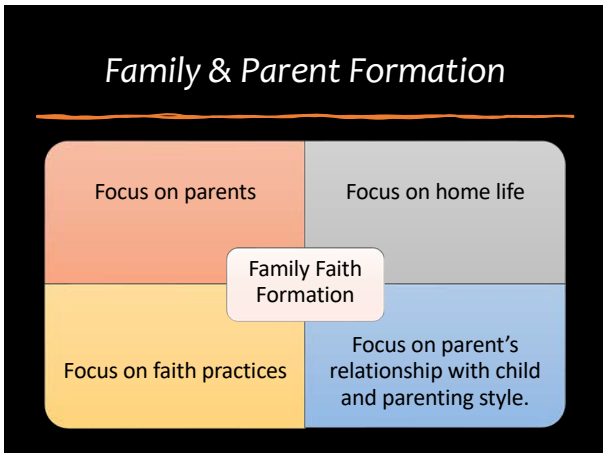 Family & Parent Formation
Focus on parents
Focus on home life
Family Faith
Formation
Focus on faith practices
Focus on parent’s
relationship with child
and parenting style.